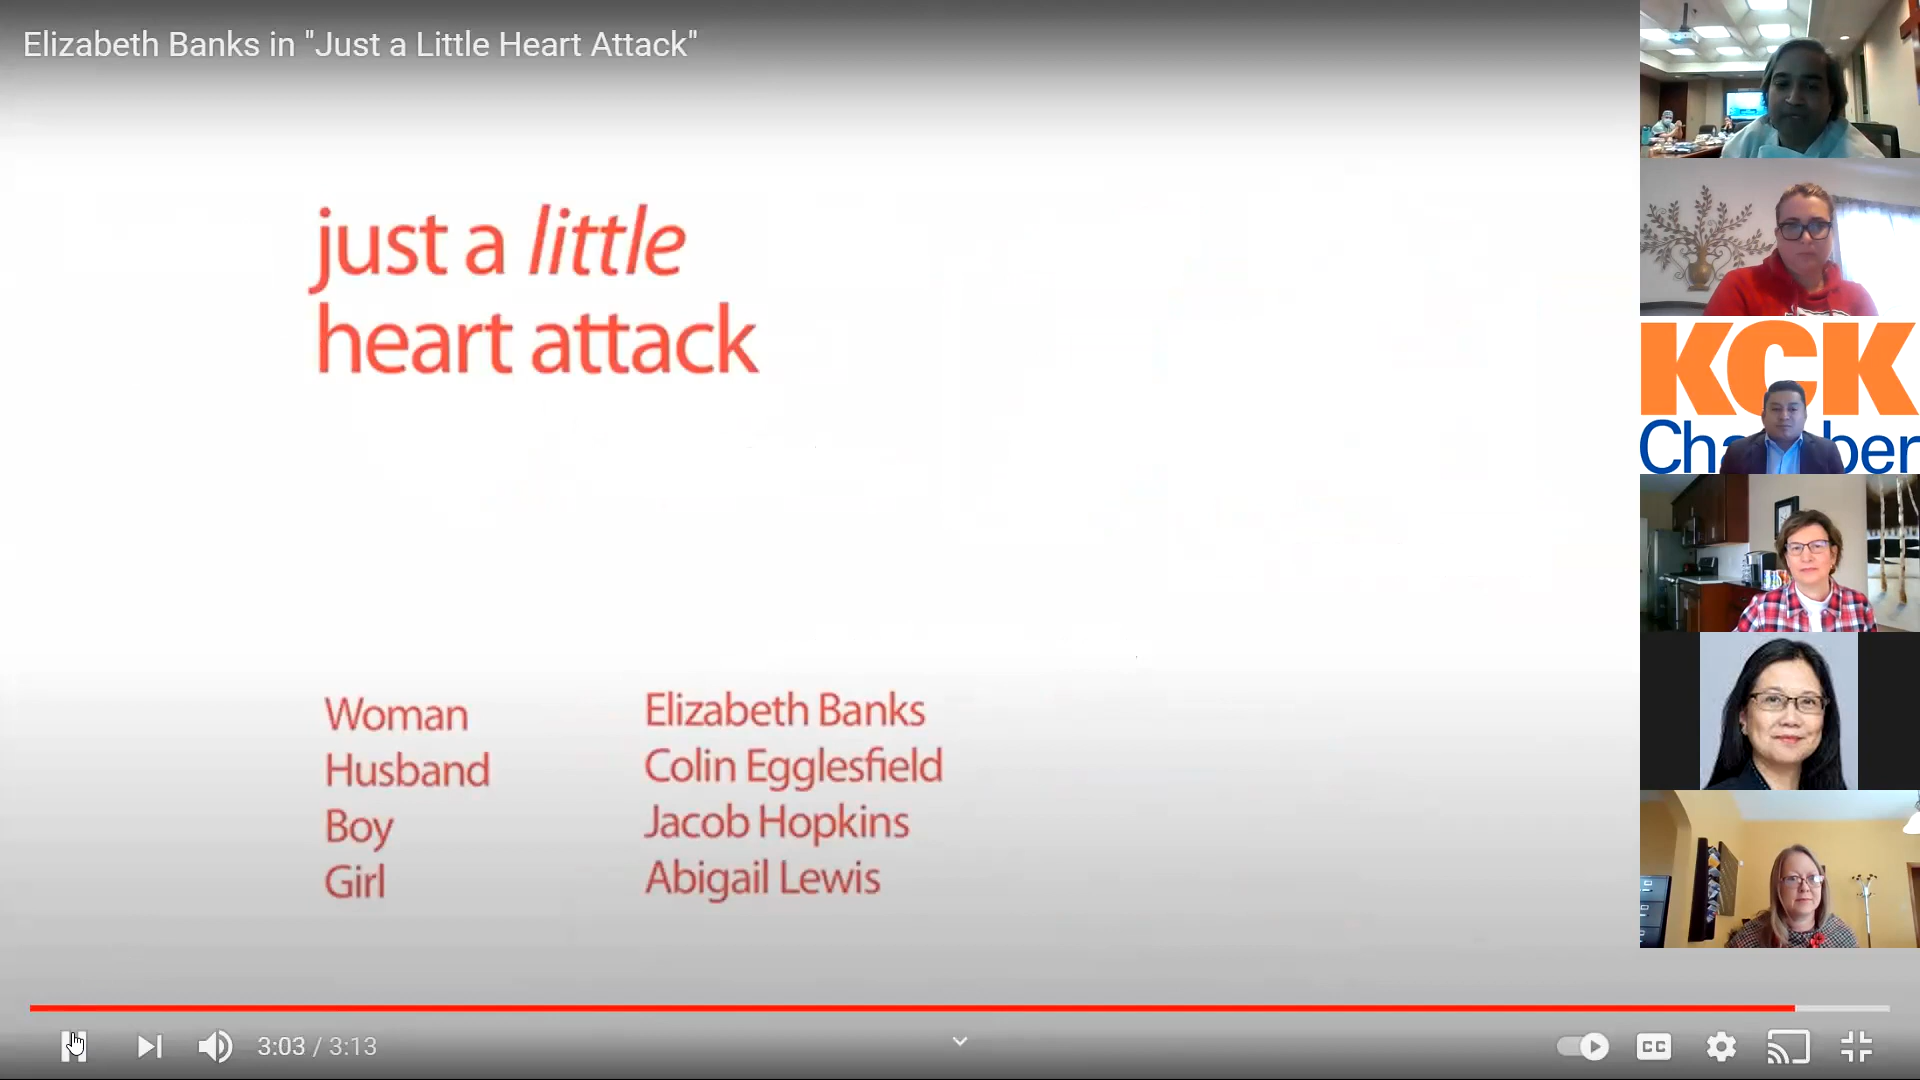 Elizabeth Banks in "Just a Little Heart Attack"
just a little
heart attack
Woman Elizabeth Banks
Husband Colin Egglesfield
Boy Jacob Hopkins
Girl Abigail Lewis
3:03 / 3:13
CC
KCK
Ch ber